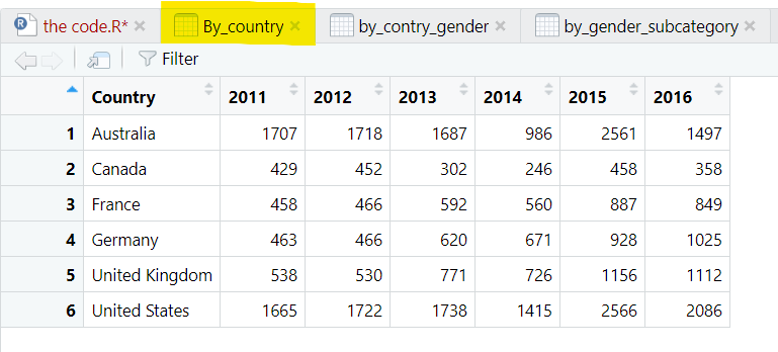 the code.R* By_country by_contry_gender by_gender_subcategory
Filter
Country 2011 2012 2013 2014 2015 2016
1 Australia 1707 1718 1687 986 2561 1497
2 Canada 429 452 302 246 458 358
3 France 458 466 592 560 887 849
4 Germany 463 466 620 671 928 1025
5 United Kingdom 538 530 771 726 1156 1112
6 United States 1665 1722 1738 1415 2566 2086